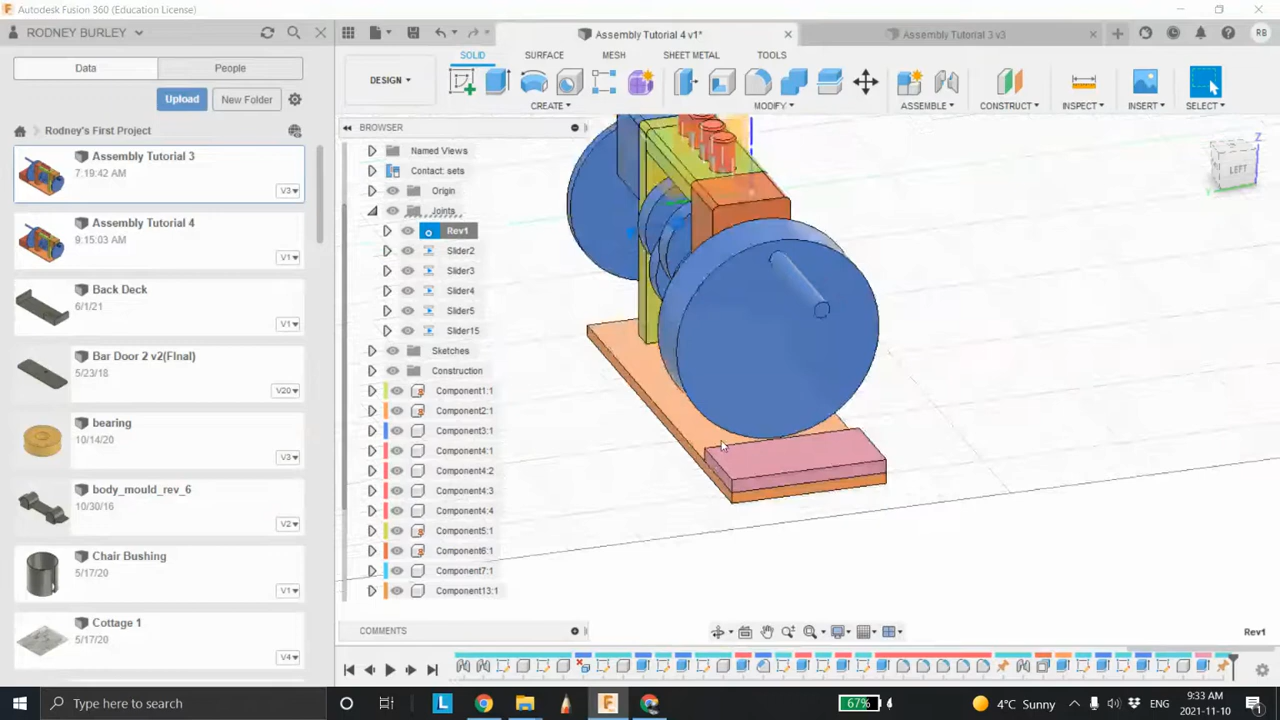 Autodesk Fusion 360 (Education License)
RODNEY BURLEY
Assembly Tutorial 4 v1*
Assembly Tutorial 3 v3
RB
Data
People
SOLID
SURFACE
MESH
SHEET METAL
TOOLS
DESIGN
Upload
New Folder
CREATE
MODIFY
ASSEMBLE
CONSTRUCT
INSPECT
INSERT
SELECT
Rodney's First Project
BROWSER
Assembly Tutorial 3
7:19:42 AM
V3
Assembly Tutorial 4
9:15:03 AM
V1
Back Deck
6/1/21
V1
Bar Door 2 v2(FInal)
5/23/18
V20
bearing
10/14/20
V3
body_mould_rev_6
10/30/16
V2
Chair Bushing
5/17/20
V1
Cottage 1
5/17/20
V4
Named Views
Contact: sets
Origin
Joints
Rev1
Slider2
Slider3
Slider4
Slider5
Slider15
Sketches
Construction
Component1:1
Component2:1
Component3:1
Component4:1
Component4:2
Component4:3
Component4:4
Component5:1
Component6:1
Component7:1
Component13:1
Z
LEFT
COMMENTS
Rev1
Type here to search
L
F
67%
4°C Sunny
ENG
9:33 AM
2021-11-10